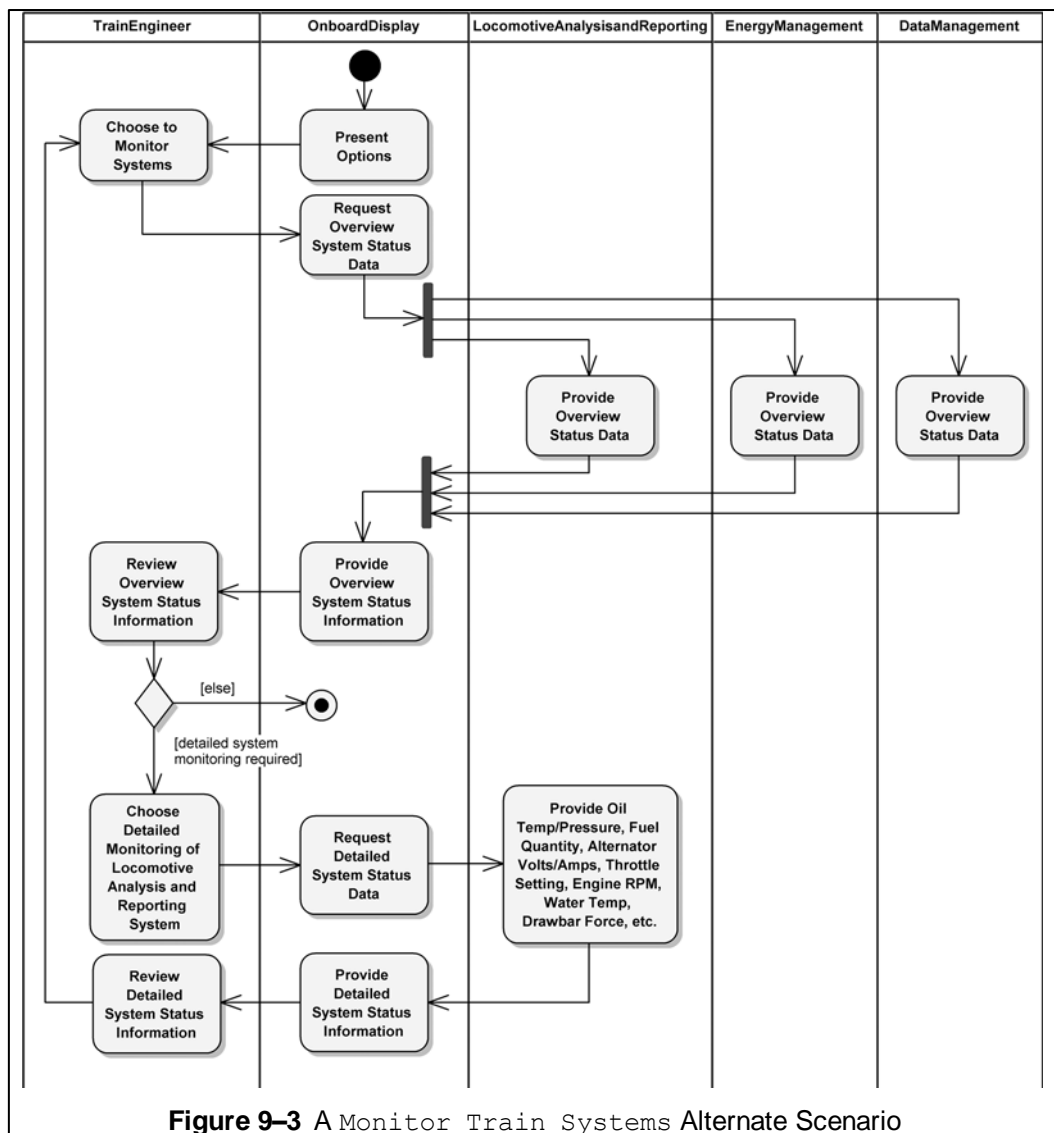 TrainEngineer
OnboardDisplay
LocomotiveAnalysisandReporting
EnergyManagement
DataManagement
Choose to
Monitor
Systems
Present
Options
Request
Overview
System Status
Data
Provide
Overview
Status Data
Provide
Overview
Status Data
Provide
Overview
Status Data
Review
Overview
System Status
Information
Provide
Overview
System Status
Information
[else]
[detailed system
monitoring required]
Choose
Detailed
Monitoring of
Locomotive
Analysis and
Reporting
System
Request
Detailed
System Status
Data
Provide Oil
Temp/Pressure, Fuel
Quantity, Alternator
Volts/Amps, Throttle
Setting, Engine RPM,
Water Temp,
Drawbar Force, etc.
Review
Detailed
System Status
Information
Provide
Detailed
System Status
Information
Figure 9–3 A Monitor Train Systems Alternate Scenario